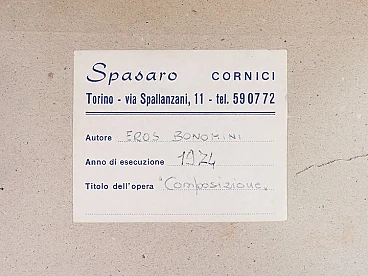 Spasaro CORNICI
Torino - via Spallanzani, 11 - tel. 590772
Autore EROS BONOMINI
Anno di esecuzione 1974
Titolo dell'opera "Composizione"